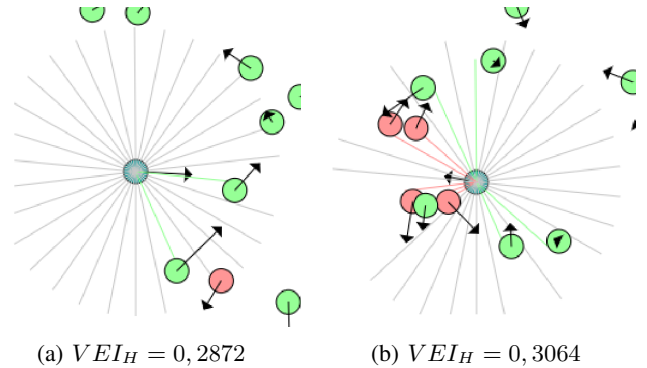 (a) VEI_H = 0,2872
(b) VEI_H = 0,3064